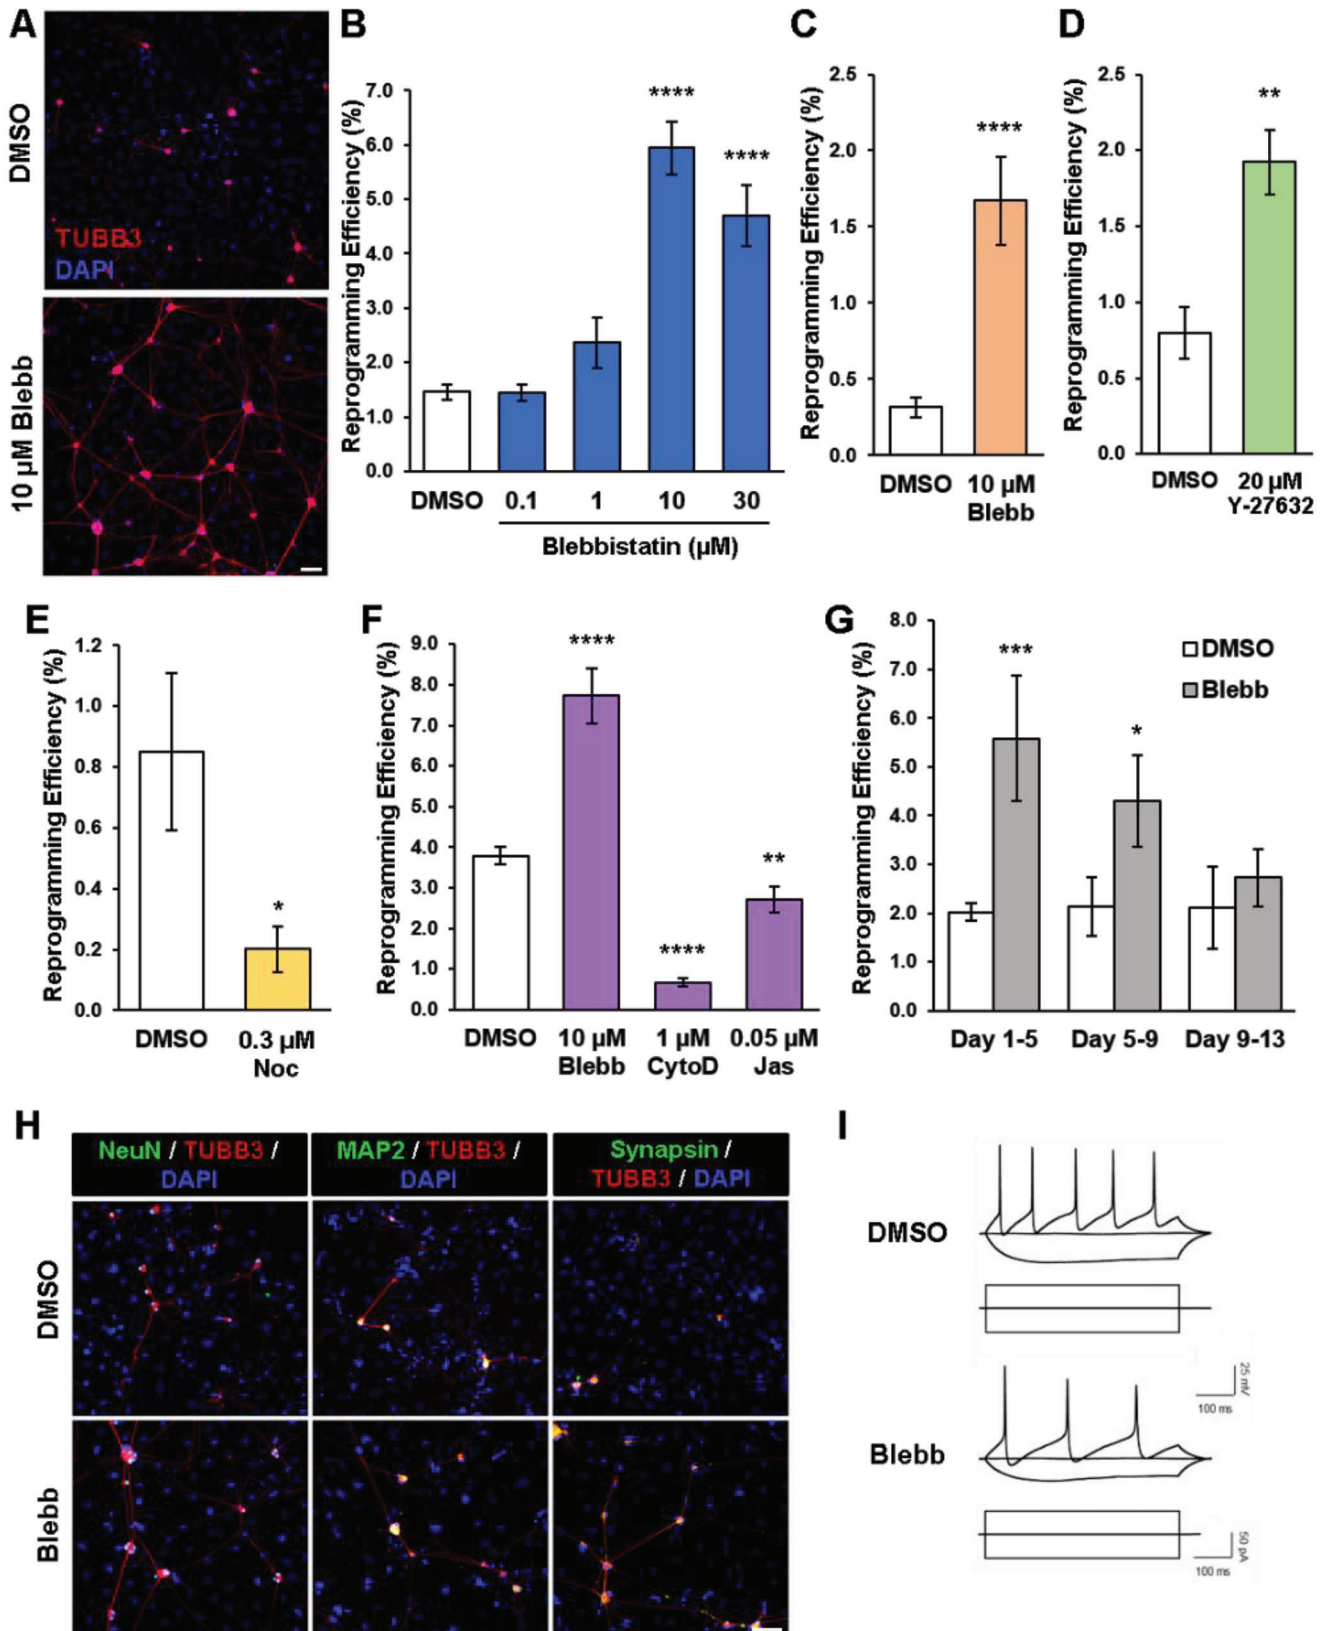 A
DMSO
TUBB3
DAPI
10 µM Blebb
B
Reprogramming Efficiency (%)
7.0
6.0
5.0
4.0
3.0
2.0
1.0
0.0
****
****
DMSO
0.1
1
10
30
Blebbistatin (µM)
C
Reprogramming Efficiency (%)
2.5
2.0
1.5
1.0
0.5
0.0
****
DMSO
10 µM
Blebb
D
Reprogramming Efficiency (%)
2.5
2.0
1.5
1.0
0.5
0.0
**
DMSO
20 µM
Y-27632
E
Reprogramming Efficiency (%)
1.2
1.0
0.8
0.6
0.4
0.2
0.0
*
DMSO
0.3 µM
Noc
F
Reprogramming Efficiency (%)
9.0
8.0
7.0
6.0
5.0
4.0
3.0
2.0
1.0
0.0
****
****
**
DMSO
10 µM
Blebb
1 µM
CytoD
0.05 µM
Jas
G
Reprogramming Efficiency (%)
8.0
7.0
6.0
5.0
4.0
3.0
2.0
1.0
0.0
***
*
DMSO
Blebb
Day 1-5
Day 5-9
Day 9-13
H
NeuN / TUBB3 /
DAPI
MAP2 / TUBB3 /
DAPI
Synapsin /
TUBB3 / DAPI
DMSO
Blebb
I
DMSO
25 mV
100 ms
Blebb
50 pA
100 ms